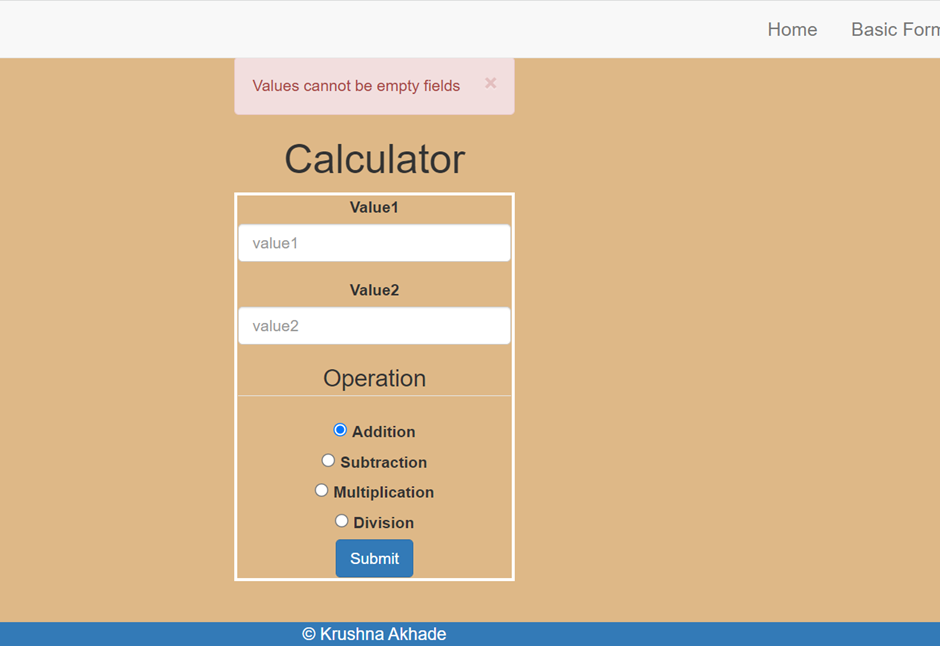 Home Basic Form
Values cannot be empty fields ×
Calculator
Value1
value1
Value2
value2
Operation
Addition
Subtraction
Multiplication
Division
Submit
© Krushna Akhade